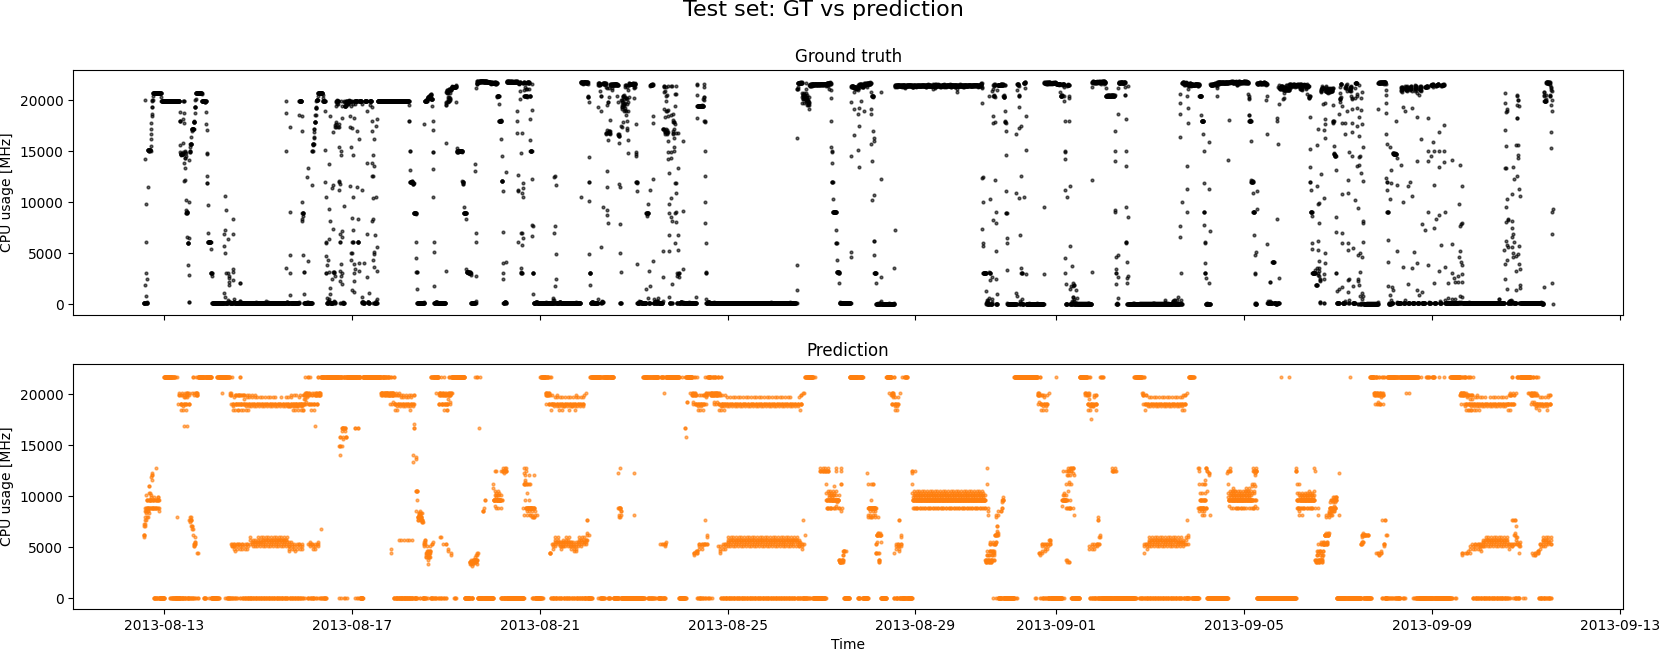 Test set: GT vs prediction
Ground truth
CPU usage [MHz]
20000
15000
10000
5000
0
Prediction
CPU usage [MHz]
20000
15000
10000
5000
0
2013-08-13 2013-08-17 2013-08-21 2013-08-25 2013-08-29 2013-09-01 2013-09-05 2013-09-09 2013-09-13
Time